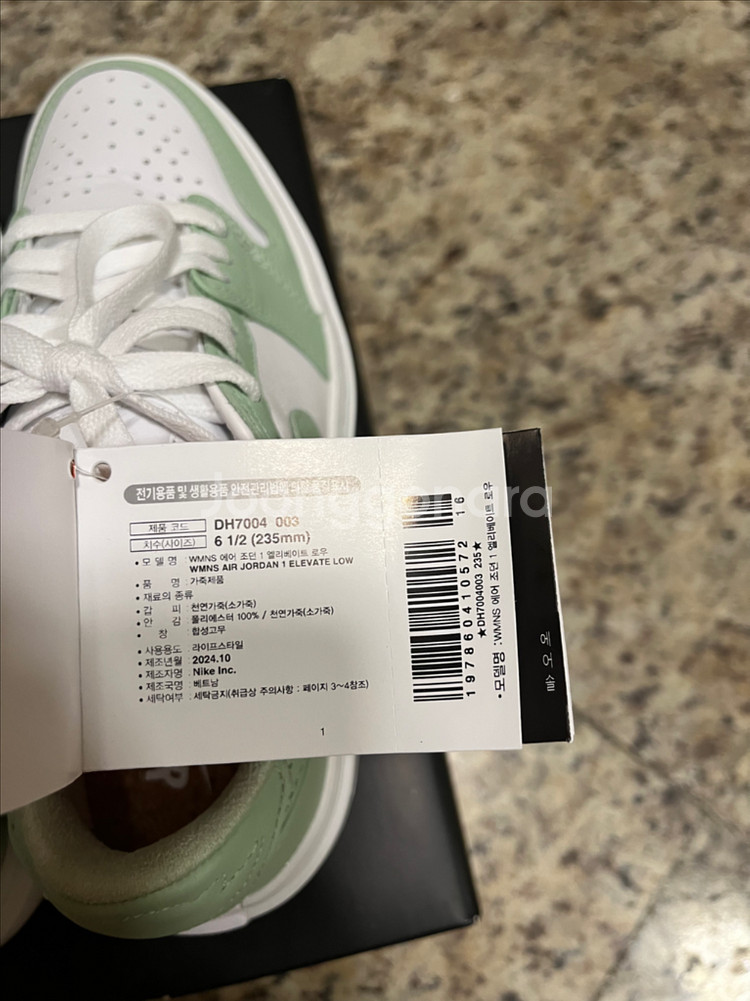 전기용품 및 생활용품 안전관리법에 의한 품질표시
제품 코드 DH7004 003
치수(사이즈) 6 1/2 (235mm)
• 모 델 명 : WMNS 에어 조던 1 엘리베이트 로우
WMNS AIR JORDAN 1 ELEVATE LOW
• 품 명 : 가죽제품
• 재료의 종류
• 갑 피 : 천연가죽(소가죽)
• 안 감 : 폴리에스터 100% / 천연가죽(소가죽)
• 창 : 합성고무
• 사용용도 : 라이프스타일
• 제조년월 : 2024.10
• 제조자명 : Nike Inc.
• 제조국명 : 베트남
• 세탁여부 : 세탁금지(취급상 주의사항 : 페이지 3~4참조)
1
16
197860410572
★DH7004003 235★
• 모델명 : WMNS 에어 조던 1 엘리베이트 로우
Joonggonara